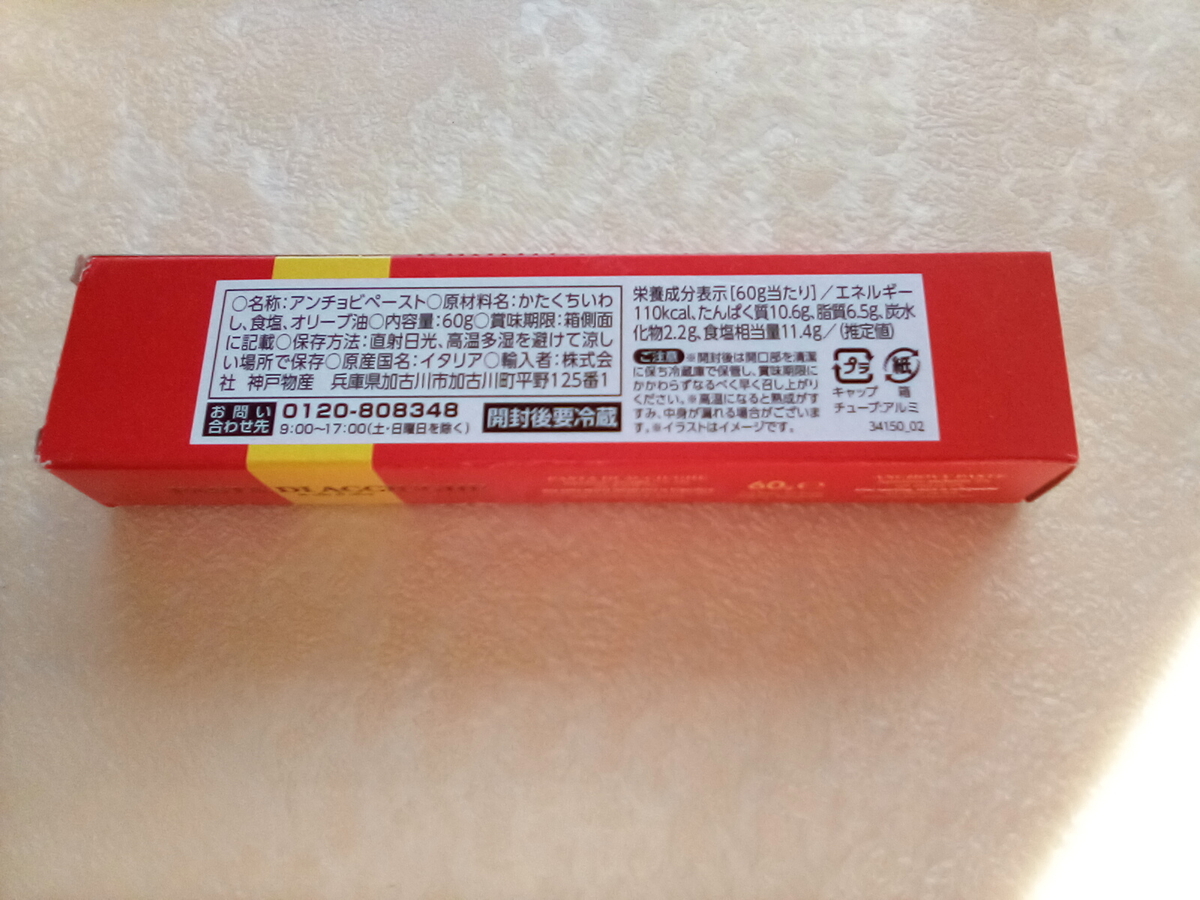 ○名称:アンチョビペースト○原材料名:かたくちいわ
し、食塩、オリーブ油○内容量:60g○賞味期限:箱側面
に記載○保存方法:直射日光、高温多湿を避けて涼し
い場所で保存○原産国名:イタリア○輸入者:株式会
社 神戸物産 兵庫県加古川市加古川町平野125番1
お問い
合わせ先
0120-808348
9:00~17:00(土・日曜日を除く)
開封後要冷蔵
栄養成分表示[60g当たり]/エネルギー
110kcal、たんぱく質10.6g、脂質6.5g、炭水
化物2.2g、食塩相当量11.4g/(推定値)
ご注意 ※開封後は開口部を清潔
に保ち冷蔵庫で保管し、賞味期限に
かかわらずなるべく早く召し上がり
ください。※高温になると熟成がす
すみ、中身が漏れる場合がございま
す。※イラストはイメージです。
プラ 紙
キャップ 箱
チューブ:アルミ
34150_02
60g